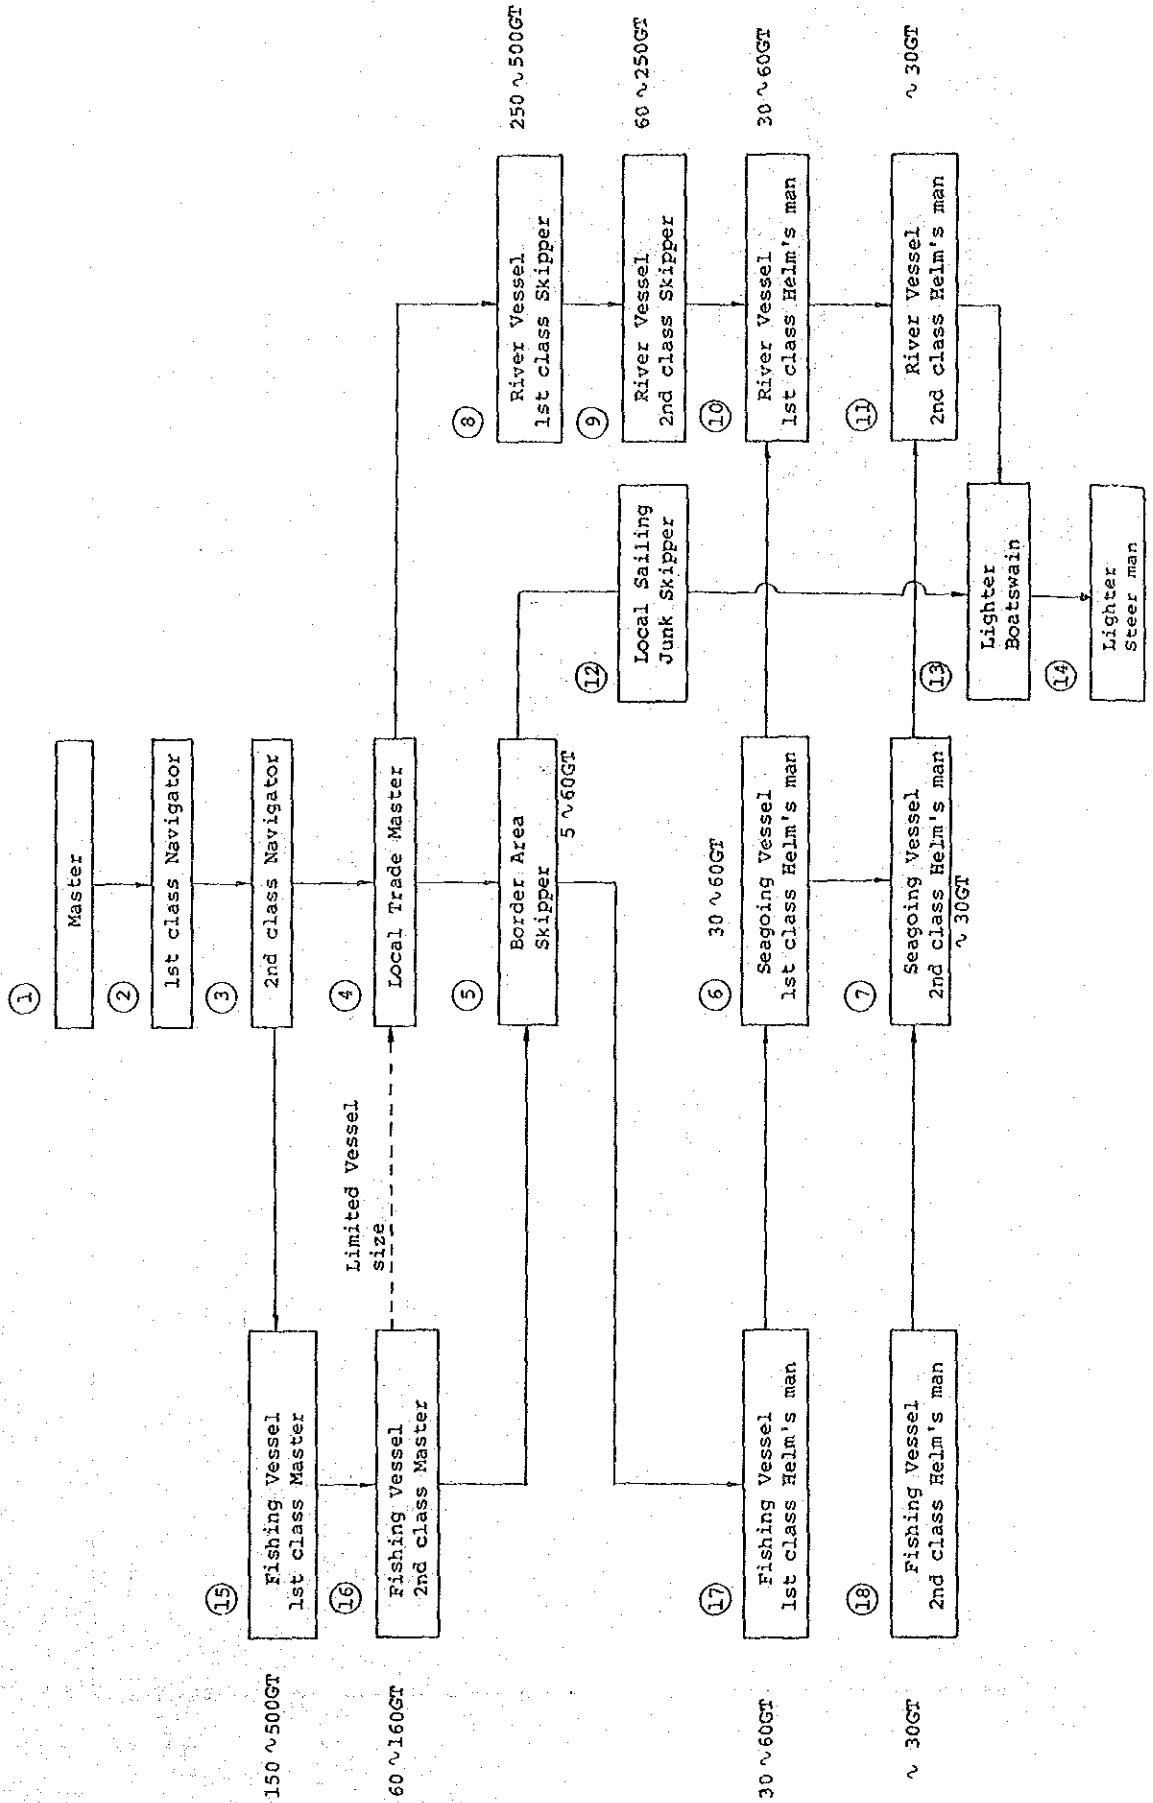 ①
Master
②
1st class Navigator
③
2nd class Navigator
④
Local Trade Master
⑤
Border Area
Skipper
5 ~ 60GT
⑥
30 ~ 60GT
Seagoing Vessel
1st class Helm's man
⑦
Seagoing Vessel
2nd class Helm's man
~ 30GT
⑧
River Vessel
1st class Skipper
250 ~ 500GT
⑨
River Vessel
2nd class Skipper
60 ~ 250GT
⑩
River Vessel
1st class Helm's man
30 ~ 60GT
⑪
River Vessel
2nd class Helm's man
~ 30GT
⑫
Local Sailing
Junk Skipper
⑬
Lighter
Boatswain
⑭
Lighter
Steer man
⑮
Fishing Vessel
1st class Master
150 ~ 500GT
⑯
Fishing Vessel
2nd class Master
60 ~ 160GT
Limited Vessel
size
⑰
Fishing Vessel
1st class Helm's man
30 ~ 60GT
⑱
Fishing Vessel
2nd class Helm's man
~ 30GT